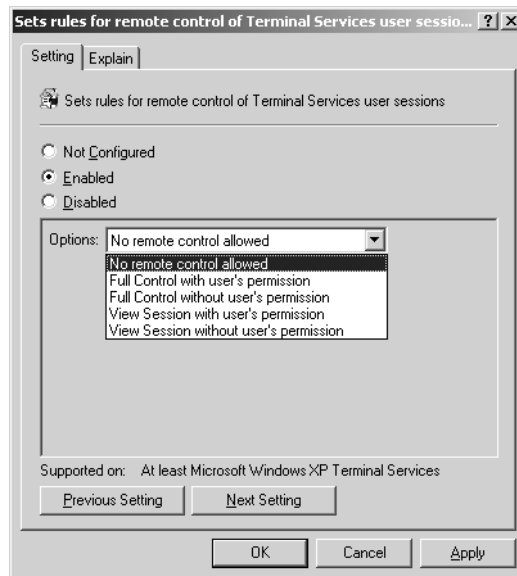 Sets rules for remote control of Terminal Services user sessio... ? X
Setting Explain
Sets rules for remote control of Terminal Services user sessions
Not Configured
Enabled
Disabled
Options: No remote control allowed
No remote control allowed
Full Control with user's permission
Full Control without user's permission
View Session with user's permission
View Session without user's permission
Supported on: At least Microsoft Windows XP Terminal Services
Previous Setting Next Setting
OK Cancel Apply